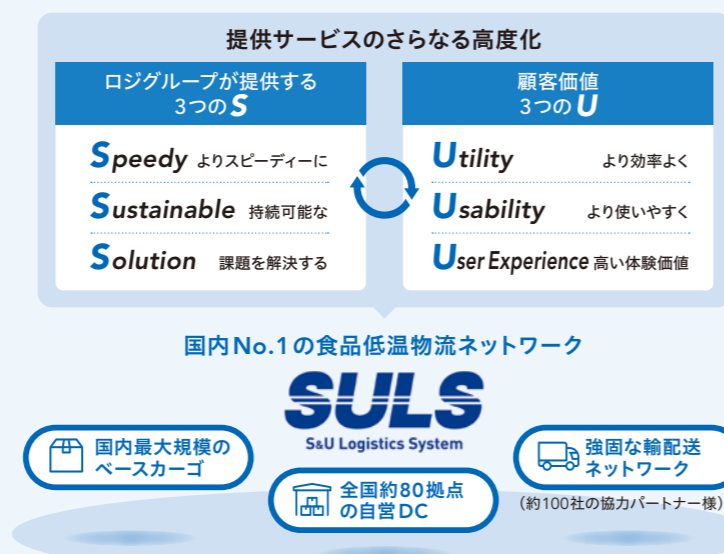 提供サービスのさらなる高度化
ロジグループが提供する
3つのS
Speedy よりスピーディーに
Sustainable 持続可能な
Solution 課題を解決する
顧客価値
3つのU
Utility より効率よく
Usability より使いやすく
User Experience 高い体験価値
国内No.1の食品低温物流ネットワーク
SULS
S&U Logistics System
国内最大規模の
ベースカーゴ
全国約80拠点
の自営DC
強固な輸配送
ネットワーク
(約100社の協力パートナー様)